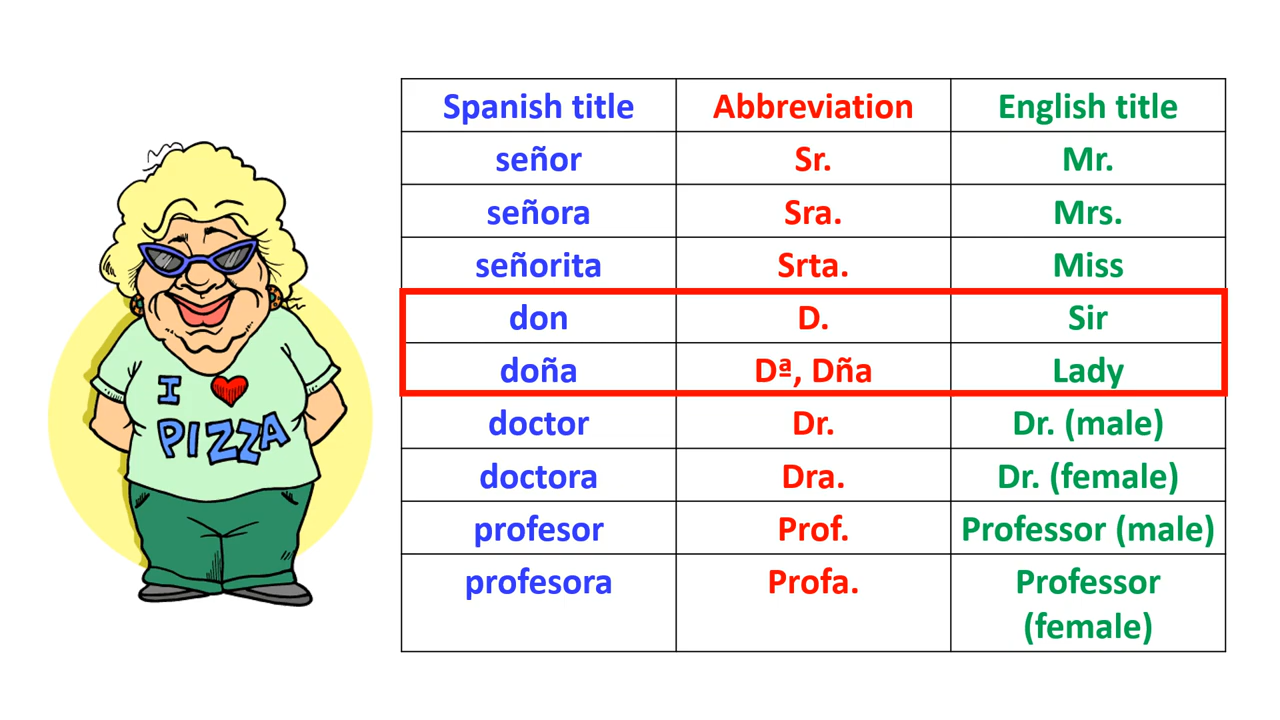 I ♥
PIZZA
Spanish title Abbreviation English title
señor Sr. Mr.
señora Sra. Mrs.
señorita Srta. Miss
don D. Sir
doña Dª, Dña Lady
doctor Dr. Dr. (male)
doctora Dra. Dr. (female)
profesor Prof. Professor (male)
profesora Profa. Professor
(female)